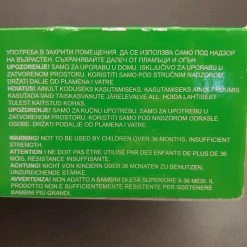 УПОТРЕБА В ЗАКРИТИ ПОМЕЩЕНИЯ. ДА СЕ ИЗПОЛЗВА САМО ПОД НАДЗОР
НА ВЪЗРАСТЕН. СЪХРАНЯВАЙТЕ ДАЛЕЧ ОТ ПЛАМЪЦИ И ОГЪН.
UPOZORENJE! SAMO ZA UPORABU U DOMU. ISKLJUČIVO ZA UPORABU U
ZATVORENOM PROSTORU. KORISTITI SAMO POD STRUČNIM NADZOROM.
DRŽATI DALJE OD PLAMENA I VATRE.
HOIATUS! AINULT KODUSEKS KASUTAMISEKS. KASUTAMISEKS AINULT RUUMIS.
KASUTADA VAID TÄISKASVANUTE JÄRELEVALVE ALL. HOIDA LAHTISEST
TULEST KAITSTUD KOHAS.
UPOZORENJE! SAMO ZA KUĆNU UPOTREBU. SAMO ZA UPOTREBU U
ZATVORENOM PROSTORU. KORISTITI SAMO POD NADZOROM ODRASLE
OSOBE. DRŽATI PODALJE OD PLAMENA I VATRE.
WARNING! NOT TO BE USED BY CHILDREN OVER 36 MONTHS. INSUFFICIENT
STRENGTH.
ATTENTION ! NE DOIT PAS ÊTRE UTILISÉ PAR DES ENFANTS DE PLUS DE 36
MOIS. RÉSISTANCE INSUFFISANTE.
ACHTUNG! NICHT VON KINDERN ÜBER 36 MONATEN ZU BENUTZEN,
UNZUREICHENDE STÄRKE.
AVVERTENZA! NON ADATTO A BAMBINI DI ETÀ SUPERIORE A 36 MESI. IL
PRODOTTO NON È SUFFICIENTEMENTE RESISTENTE PER SOSTENERE
BAMBINI PIÙ GRANDI.